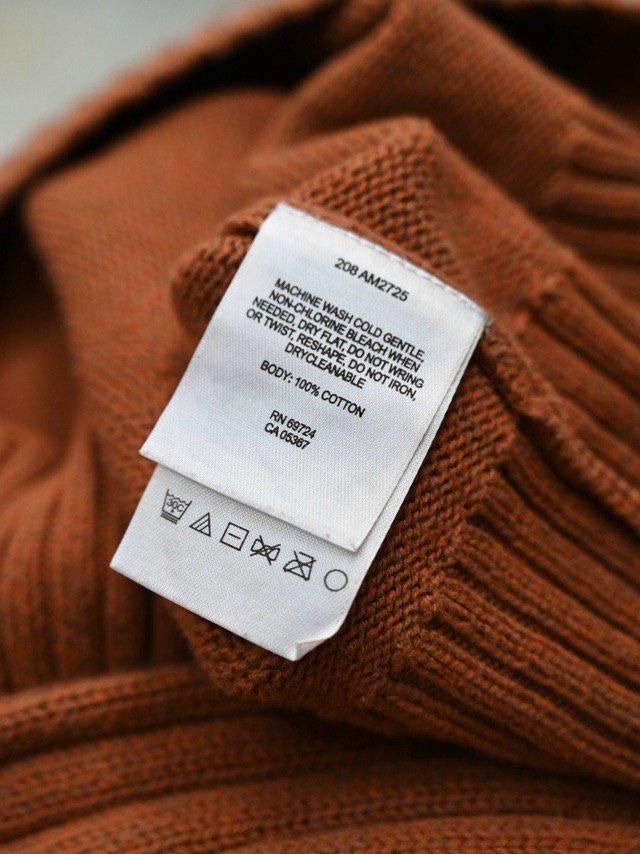 208 AM2725
MACHINE WASH COLD GENTLE.
NON-CHLORINE BLEACH WHEN
NEEDED, DRY FLAT, DO NOT WRING
OR TWIST, RESHAPE, DO NOT IRON,
DRYCLEANABLE
BODY: 100% COTTON
RN 69724
CA 05367
30C